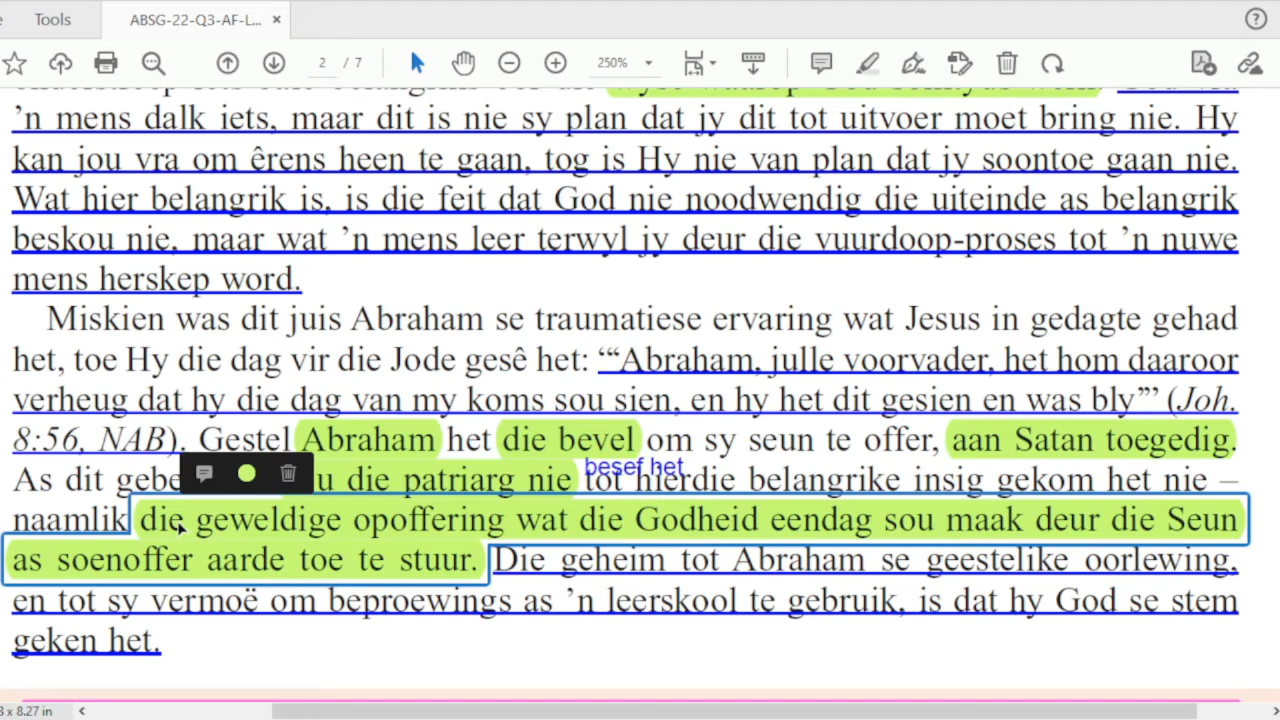 Tools
ABSG-22-Q3-AF-L... ×
2 / 7
250%
’n mens dalk iets, maar dit is nie sy plan dat jy dit tot uitvoer moet bring nie. Hy
kan jou vra om êrens heen te gaan, tog is Hy nie van plan dat jy soontoe gaan nie.
Wat hier belangrik is, is die feit dat God nie noodwendig die uiteinde as belangrik
beskou nie, maar wat ’n mens leer terwyl jy deur die vuurdoop-proses tot ’n nuwe
mens herskep word.
Miskien was dit juis Abraham se traumatiese ervaring wat Jesus in gedagte gehad
het, toe Hy die dag vir die Jode gesê het: “‘Abraham, julle voorvader, het hom daaroor
verheug dat hy die dag van my koms sou sien, en hy het dit gesien en was bly”’ (Joh.
8:56, NAB). Gestel Abraham het die bevel om sy seun te offer, aan Satan toegedig.
besef het
As dit gebe u die patriarg nie tot hierdie belangrike insig gekom het nie –
naamlik die geweldige opoffering wat die Godheid eendag sou maak deur die Seun
as soenoffer aarde toe te stuur. Die geheim tot Abraham se geestelike oorlewing,
en tot sy vermoë om beproewings as ’n leerskool te gebruik, is dat hy God se stem
geken het.
x 8.27 in